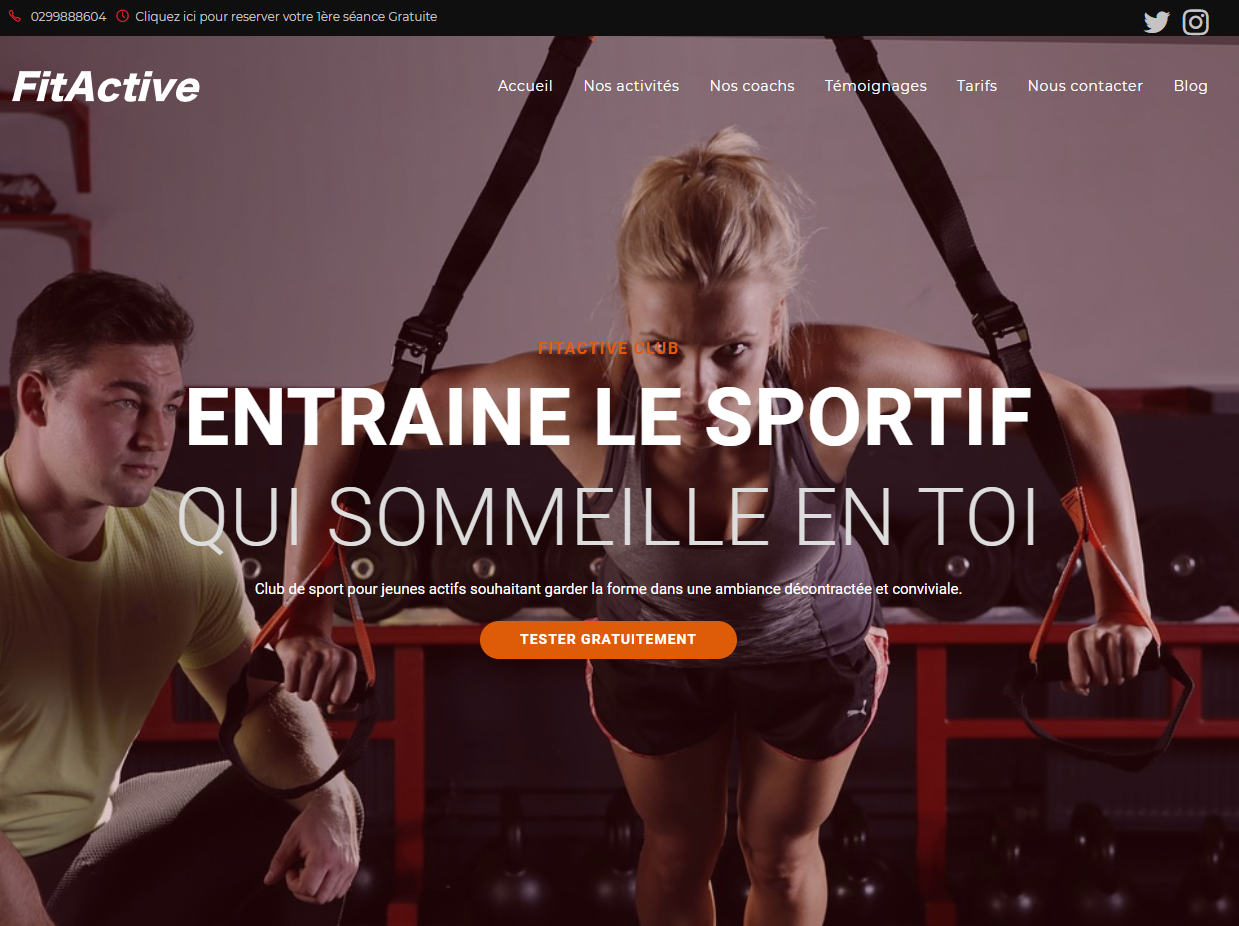 0299888604 Cliquez ici pour reserver votre 1ère séance Gratuite
FitActive
Accueil Nos activités Nos coachs Témoignages Tarifs Nous contacter Blog
FITACTIVE CLUB
ENTRAINE LE SPORTIF
QUI SOMMEILLE EN TOI
Club de sport pour jeunes actifs souhaitant garder la forme dans une ambiance décontractée et conviviale.
TESTER GRATUITEMENT